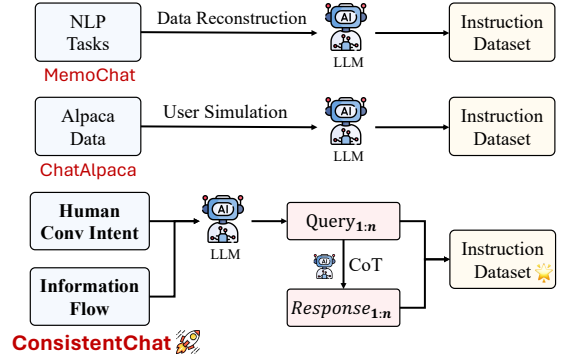 NLP
Tasks
Data Reconstruction
AI
LLM
Instruction
Dataset
MemoChat
Alpaca
Data
User Simulation
AI
LLM
Instruction
Dataset
ChatAlpaca
Human
Conv Intent
AI
LLM
Query1:n
Information
Flow
CoT
Response1:n
Instruction
Dataset
ConsistentChat